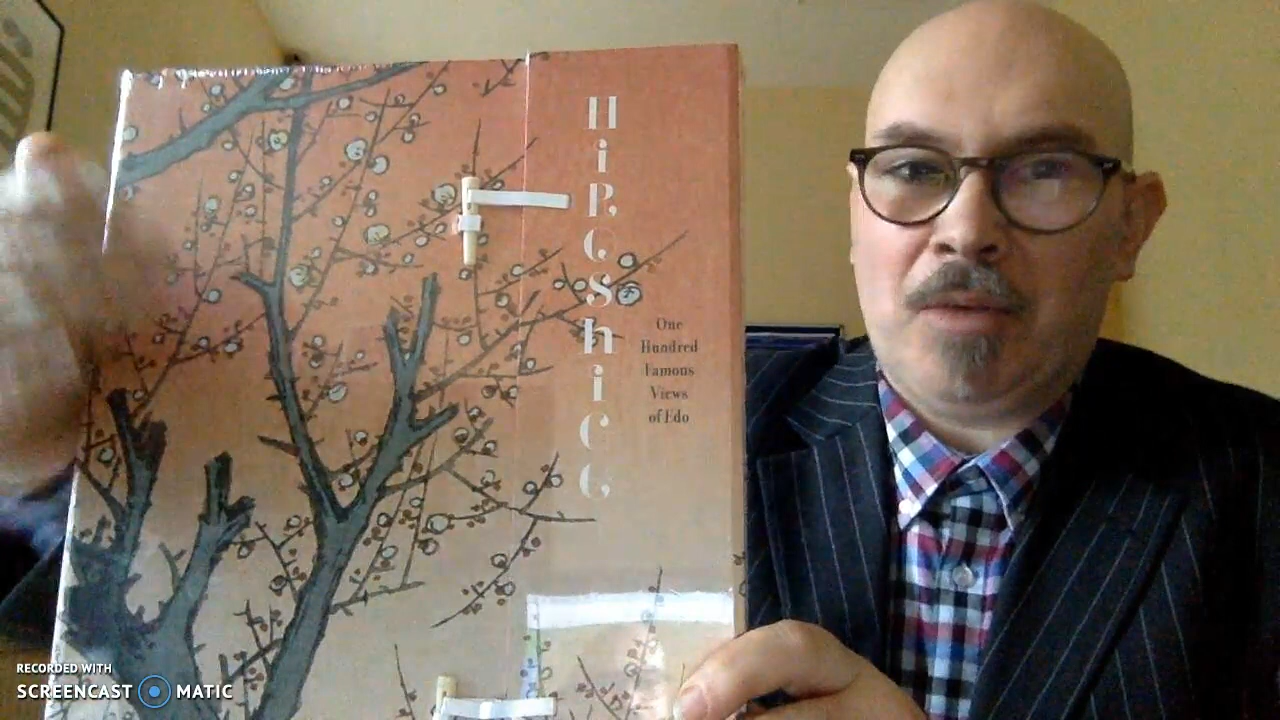 Hiroshige
One
Hundred
Famous
Views
of Edo
RECORDED WITH
SCREENCAST MATIC